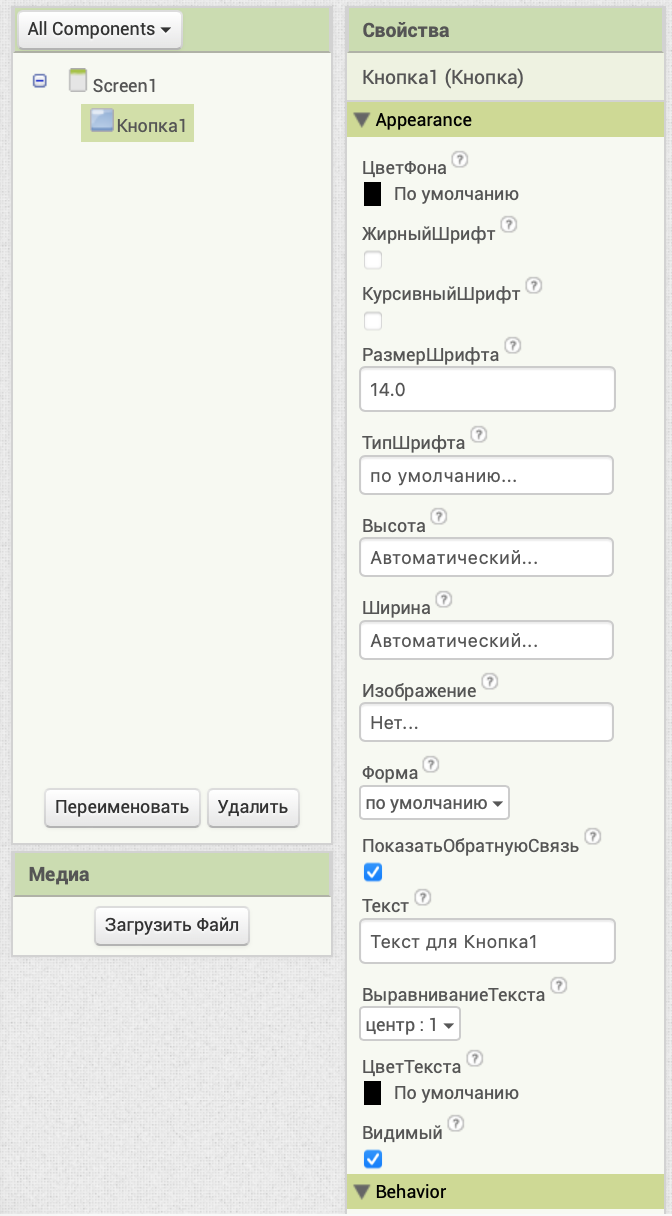 All Components
Screen1
Кнопка1
Переименовать
Удалить
Медиа
Загрузить Файл
Свойства
Кнопка1 (Кнопка)
Appearance
ЦветФона ?
По умолчанию
ЖирныйШрифт ?
КурсивныйШрифт ?
РазмерШрифта ?
14.0
ТипШрифта ?
по умолчанию...
Высота ?
Автоматический...
Ширина ?
Автоматический...
Изображение ?
Нет...
Форма ?
по умолчанию
ПоказатьОбратнуюСвязь ?
Текст ?
Текст для Кнопка1
ВыравниваниеТекста ?
центр : 1
ЦветТекста ?
По умолчанию
Видимый ?
Behavior